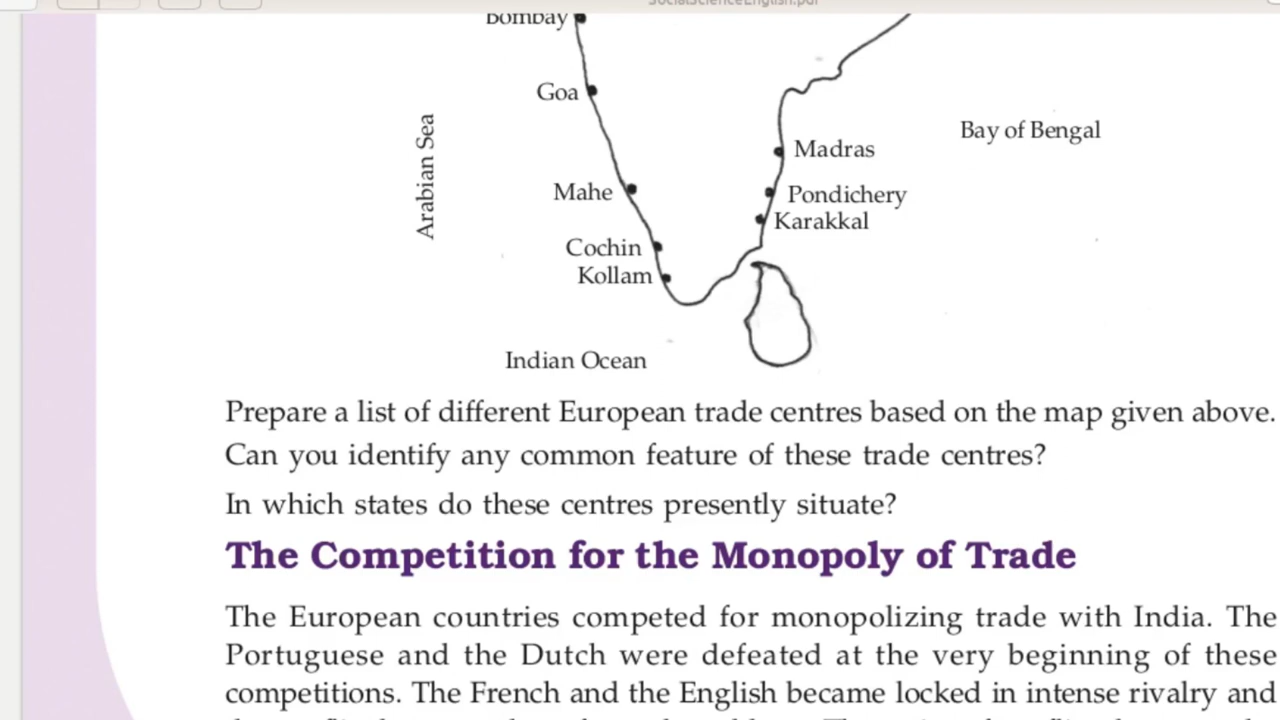 SocialScienceEnglish.pdf
Bombay
Goa
Arabian Sea
Bay of Bengal
Madras
Mahe
Pondichery
Karakkal
Cochin
Kollam
Indian Ocean
Prepare a list of different European trade centres based on the map given above.
Can you identify any common feature of these trade centres?
In which states do these centres presently situate?
The Competition for the Monopoly of Trade
The European countries competed for monopolizing trade with India. The
Portuguese and the Dutch were defeated at the very beginning of these
competitions. The French and the English became locked in intense rivalry and